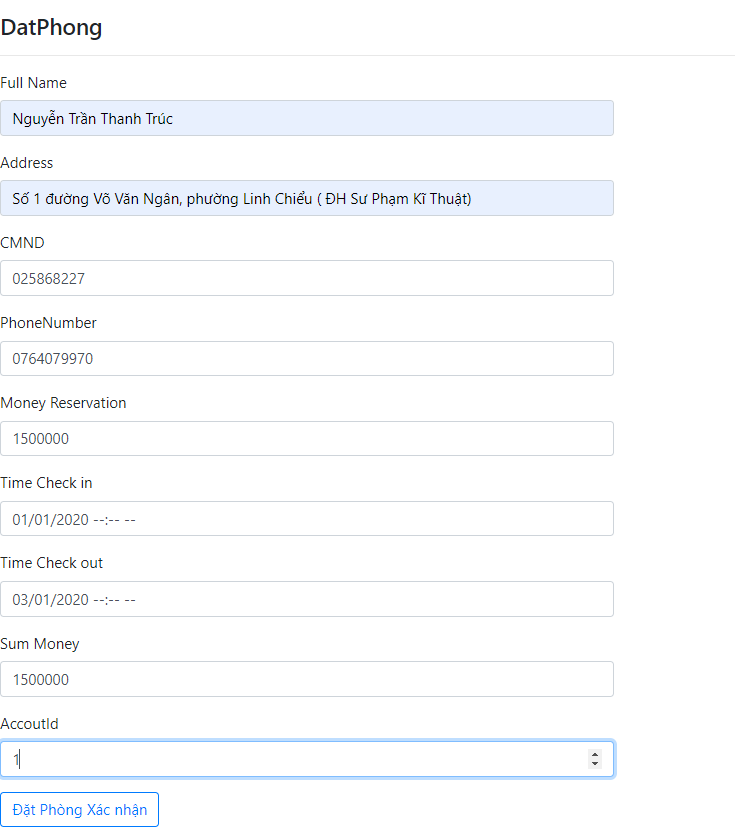 DatPhong
Full Name
Nguyễn Trần Thanh Trúc
Address
Số 1 đường Võ Văn Ngân, phường Linh Chiểu ( ĐH Sư Phạm Kĩ Thuật)
CMND
025868227
PhoneNumber
0764079970
Money Reservation
1500000
Time Check in
01/01/2020 --:-- --
Time Check out
03/01/2020 --:-- --
Sum Money
1500000
AccoutId
1
Đặt Phòng Xác nhận